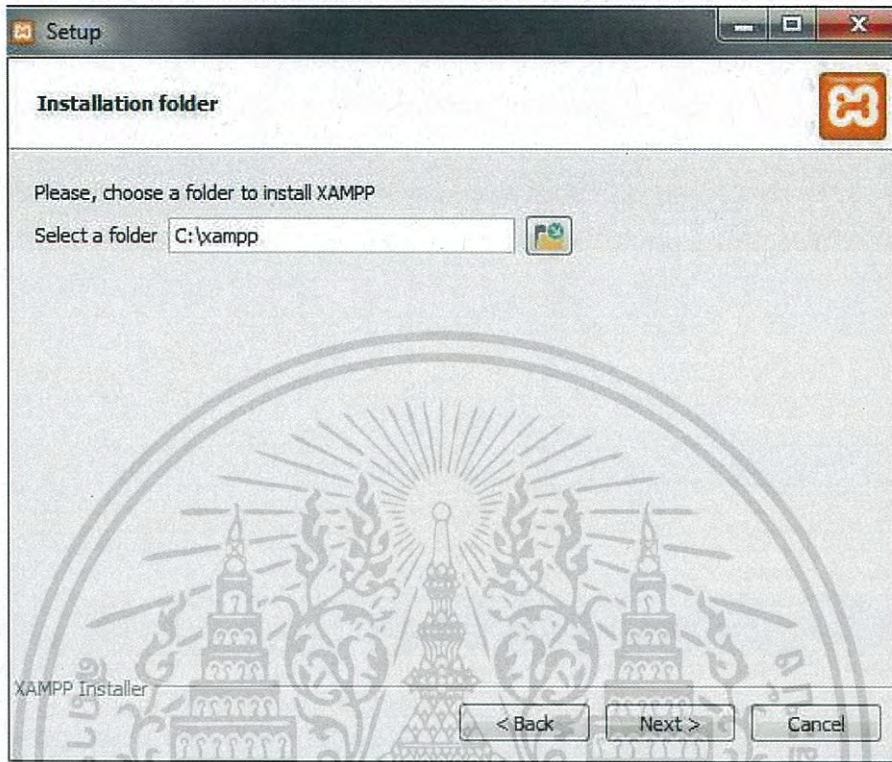 Setup
Installation folder
Please, choose a folder to install XAMPP
Select a folder C:\xampp
XAMPP Installer
< Back Next > Cancel